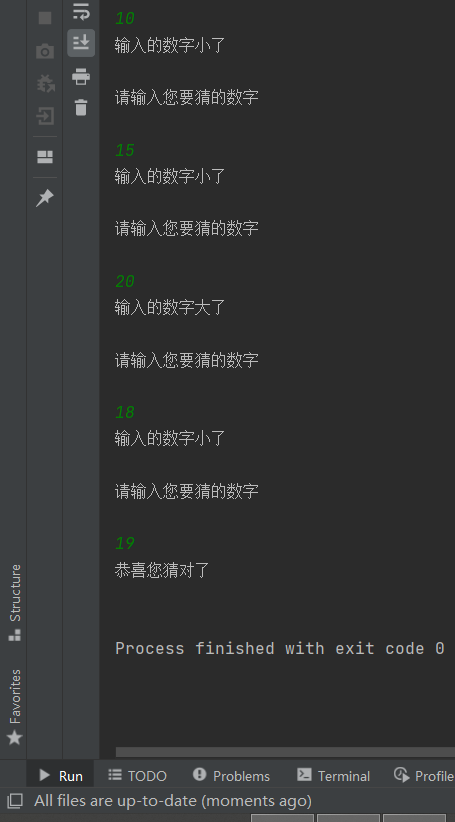 10
输入的数字小了
请输入您要猜的数字
15
输入的数字小了
请输入您要猜的数字
20
输入的数字大了
请输入您要猜的数字
18
输入的数字小了
请输入您要猜的数字
19
恭喜您猜对了
Process finished with exit code 0
Structure
Favorites
Run TODO Problems Terminal Profile
All files are up-to-date (moments ago)